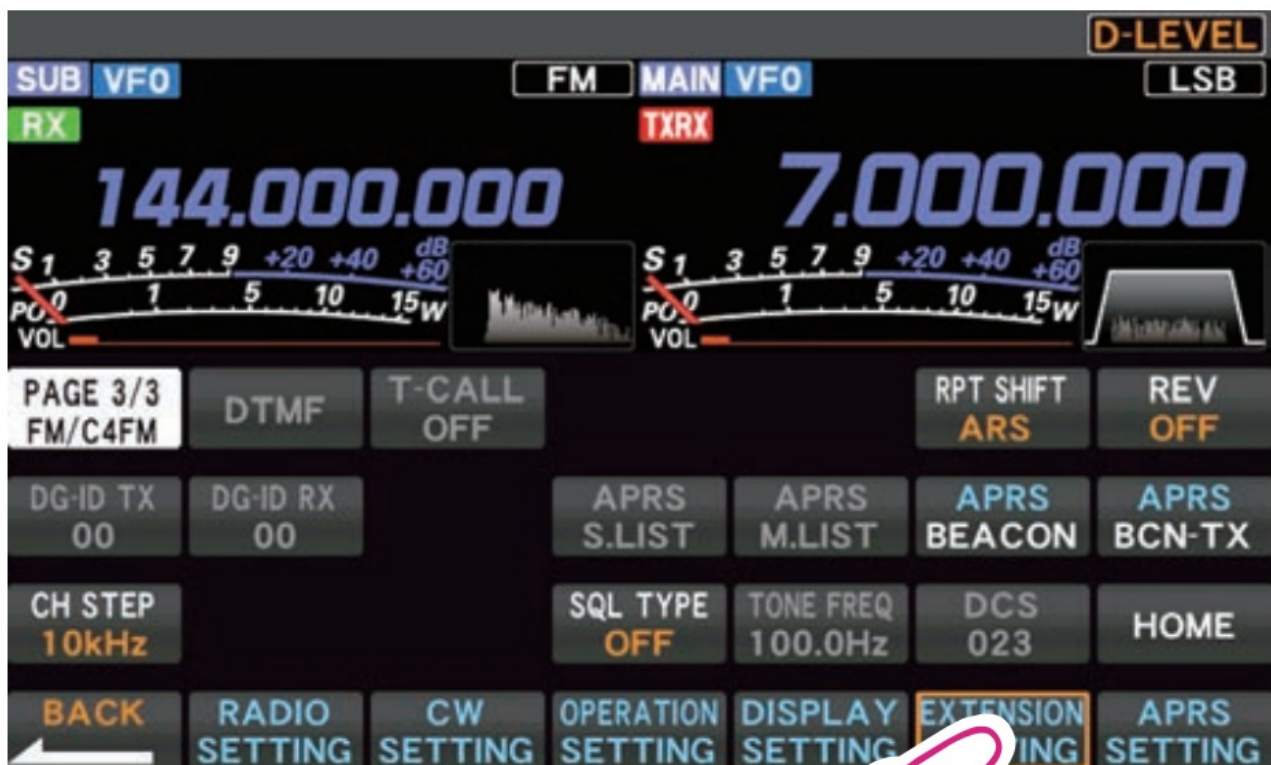 D-LEVEL
SUB VFO FM MAIN VFO LSB
RX TXRX
144.000.000 7.000.000
S 1 3 5 7 9 +20 +40 +60 dB S 1 3 5 7 9 +20 +40 +60 dB
PO 0 1 5 10 15 W PO 0 1 5 10 15 W
VOL VOL
PAGE 3/3 T-CALL RPT SHIFT REV
FM/C4FM DTMF OFF ARS OFF
DG-ID TX DG-ID RX APRS APRS APRS APRS
00 00 S.LIST M.LIST BEACON BCN-TX
CH STEP SQL TYPE TONE FREQ DCS HOME
10kHz OFF 100.0Hz 023
BACK RADIO CW OPERATION DISPLAY EXTENSION APRS
SETTING SETTING SETTING SETTING SETTING